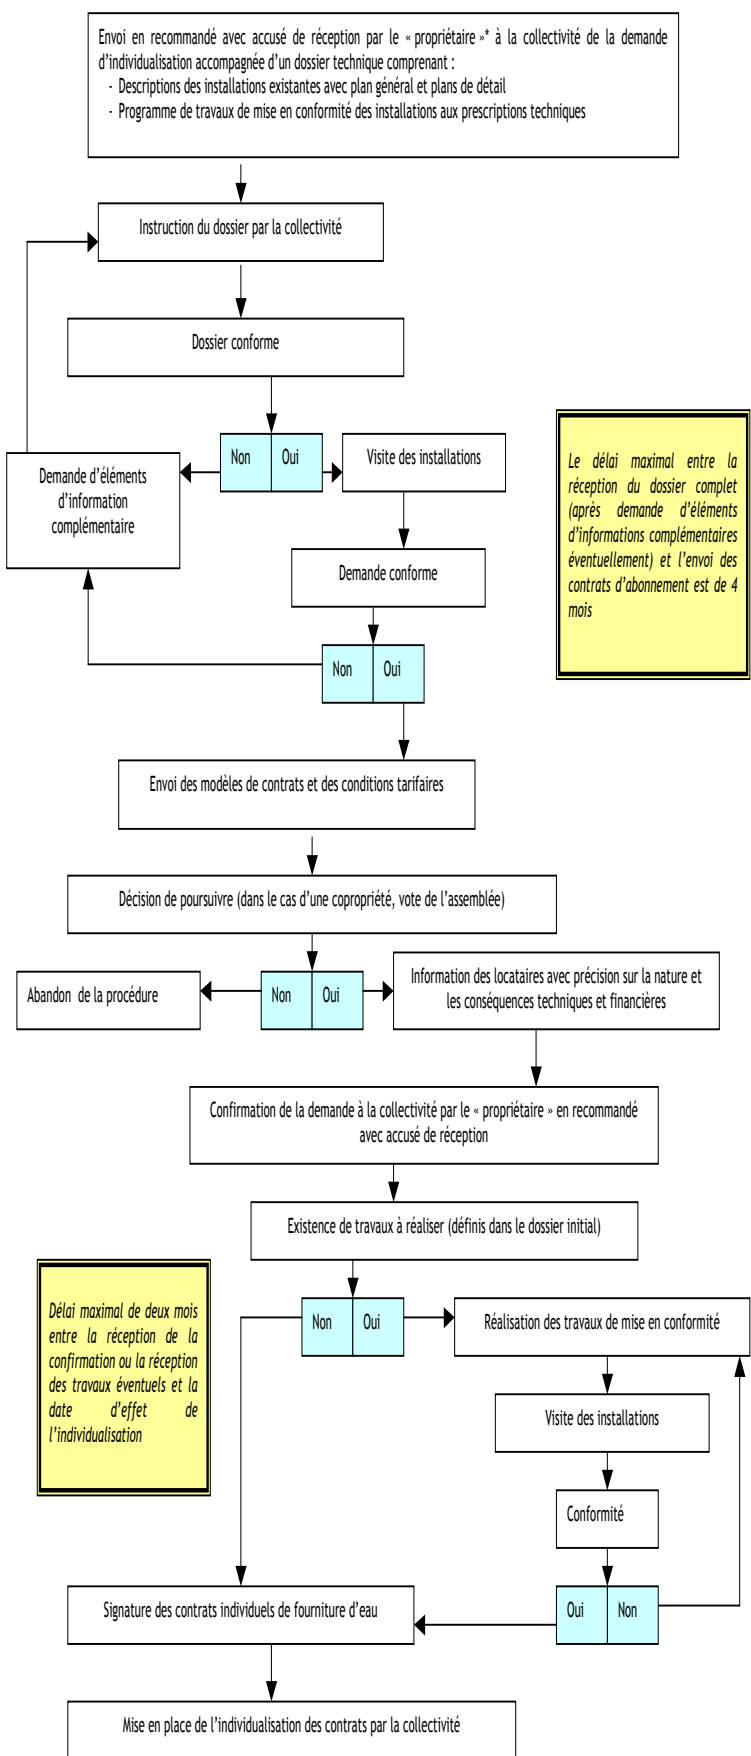 Envoi en recommandé avec accusé de réception par le « propriétaire »* à la collectivité de la demande
d'individualisation accompagnée d'un dossier technique comprenant :
- Descriptions des installations existantes avec plan général et plans de détail
- Programme de travaux de mise en conformité des installations aux prescriptions techniques
Instruction du dossier par la collectivité
Dossier conforme
Non
Oui
Visite des installations
Demande d'éléments
d'information
complémentaire
Le délai maximal entre la
réception du dossier complet
(après demande d'éléments
d'informations complémentaires
éventuellement) et l'envoi des
contrats d'abonnement est de 4
mois
Demande conforme
Non
Oui
Envoi des modèles de contrats et des conditions tarifaires
Décision de poursuivre (dans le cas d'une copropriété, vote de l'assemblée)
Abandon de la procédure
Non
Oui
Information des locataires avec précision sur la nature et
les conséquences techniques et financières
Confirmation de la demande à la collectivité par le « propriétaire » en recommandé
avec accusé de réception
Existence de travaux à réaliser (définis dans le dossier initial)
Délai maximal de deux mois
entre la réception de la
confirmation ou la réception
des travaux éventuels et la
date d'effet de
l'individualisation
Non
Oui
Réalisation des travaux de mise en conformité
Visite des installations
Conformité
Oui
Non
Signature des contrats individuels de fourniture d'eau
Mise en place de l'individualisation des contrats par la collectivité